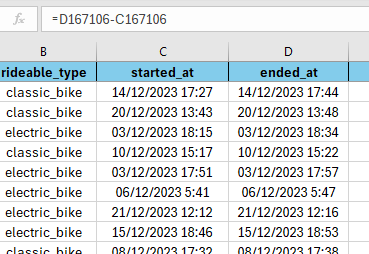 fx =D167106-C167106
B C D
rideable_type started_at ended_at
classic_bike 14/12/2023 17:27 14/12/2023 17:44
classic_bike 20/12/2023 13:43 20/12/2023 13:48
electric_bike 03/12/2023 18:15 03/12/2023 18:34
classic_bike 10/12/2023 15:17 10/12/2023 15:22
electric_bike 03/12/2023 17:51 03/12/2023 17:57
electric_bike 06/12/2023 5:41 06/12/2023 5:47
electric_bike 21/12/2023 12:12 21/12/2023 12:16
electric_bike 15/12/2023 18:46 15/12/2023 18:53
classic_bike 08/12/2023 17:32 08/12/2023 17:38